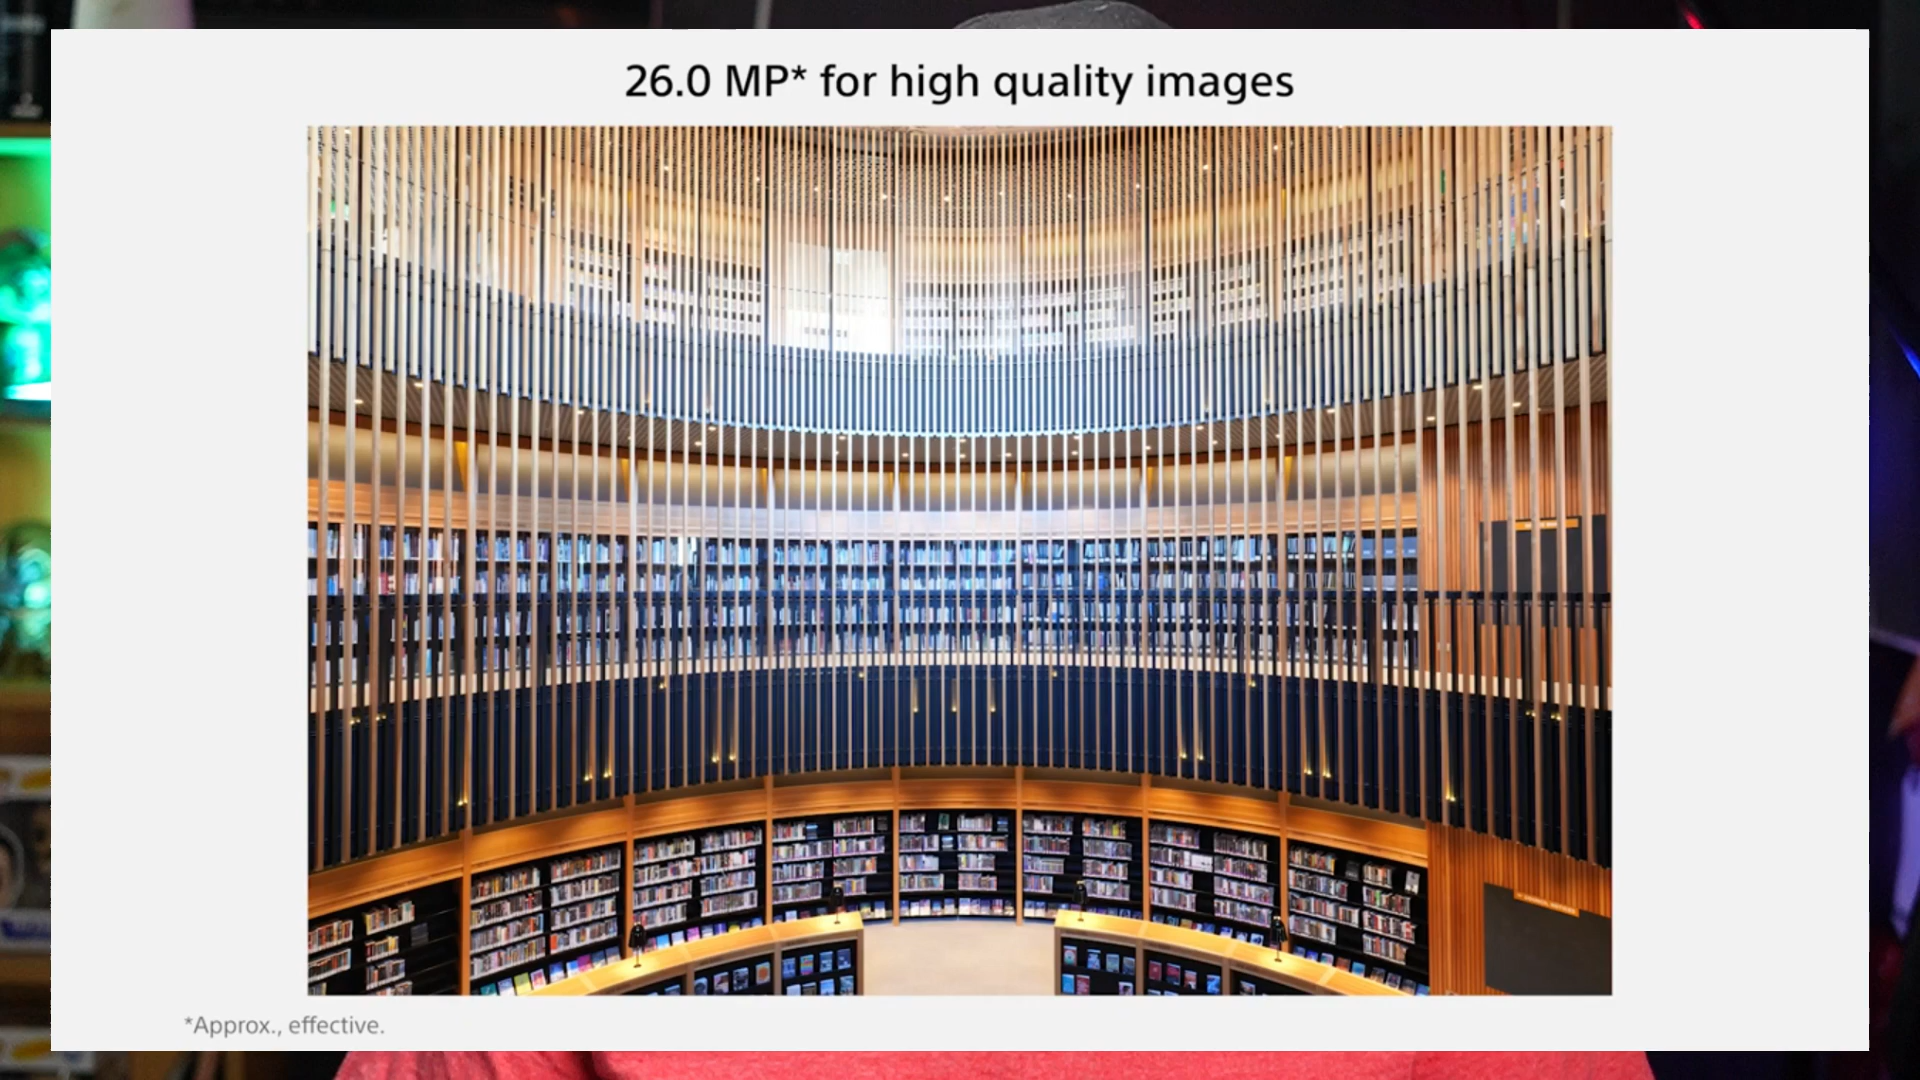 26.0 MP* for high quality images
*Approx., effective.